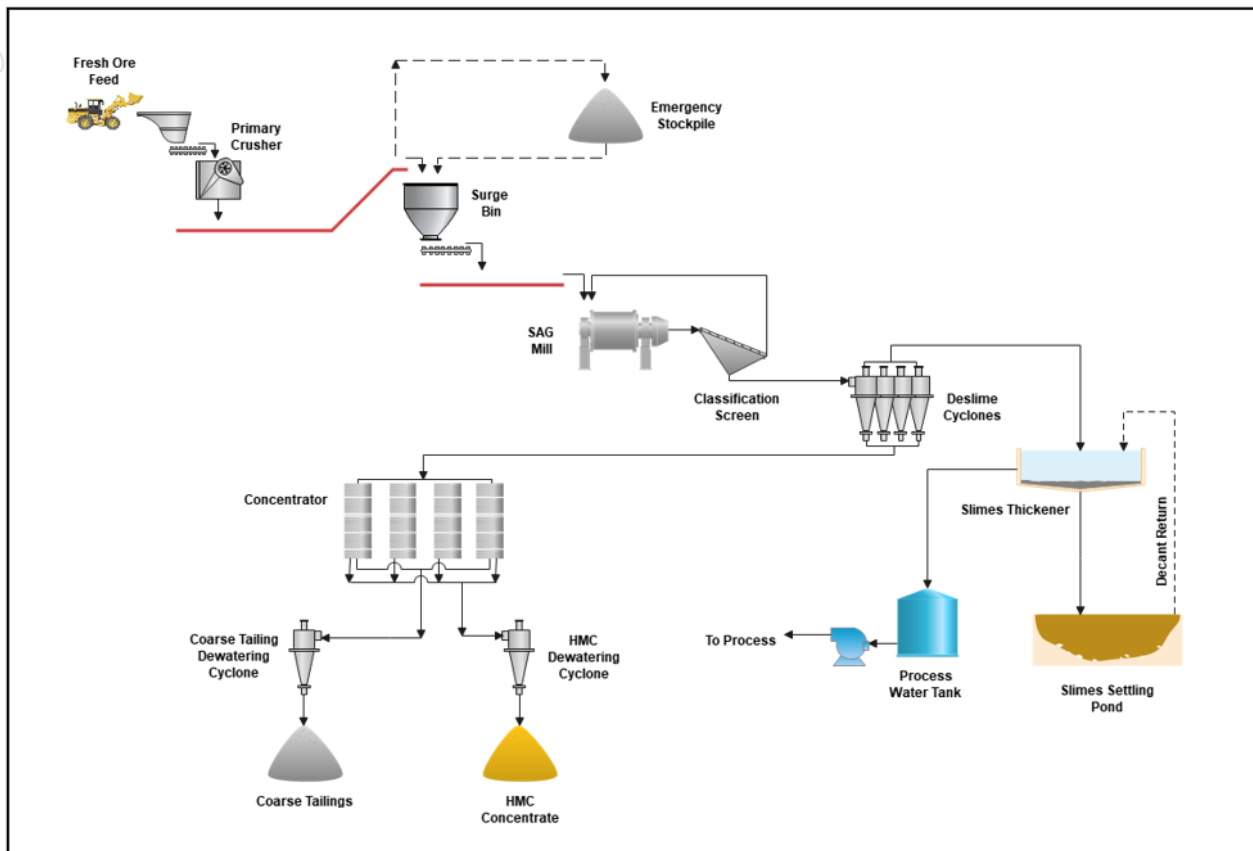 Fresh Ore
Feed
Primary
Crusher
Emergency
Stockpile
Surge
Bin
SAG
Mill
Classification
Screen
Deslime
Cyclones
Concentrator
Slimes Thickener
Decant Return
Coarse Tailing
Dewatering
Cyclone
HMC
Dewatering
Cyclone
To Process
Process
Water Tank
Slimes Settling
Pond
Coarse Tailings
HMC
Concentrate